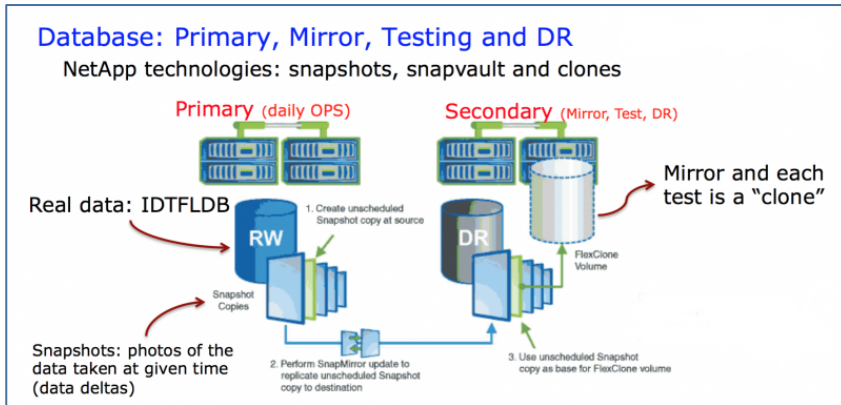 Database: Primary, Mirror, Testing and DR
NetApp technologies: snapshots, snapvault and clones
Primary (daily OPS)
Secondary (Mirror, Test, DR)
Real data: IDTFLDB
RW
1. Create unscheduled
Snapshot copy at source
Snapshot
Copies
Snapshots: photos of the
data taken at given time
(data deltas)
2. Perform SnapMirror update to
replicate unscheduled Snapshot
copy to destination
DR
FlexClone
Volume
Mirror and each
test is a “clone”
3. Use unscheduled Snapshot
copy as base for FlexClone volume